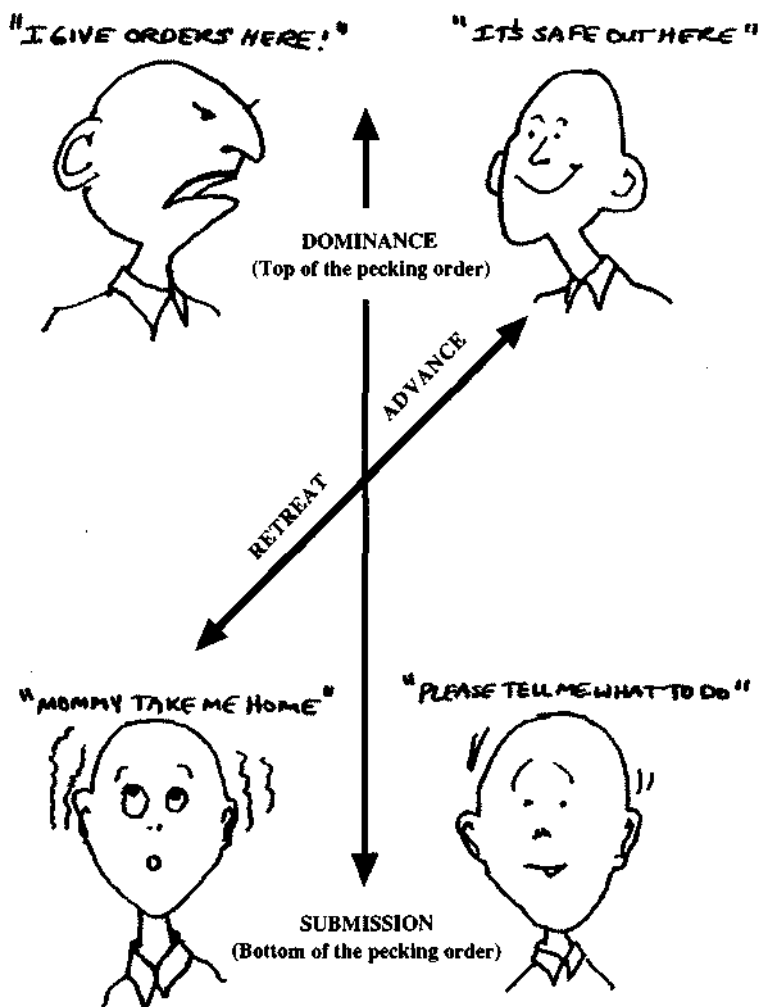 "I GIVE ORDERS HERE!"
"IT'S SAFE OUT HERE"
DOMINANCE
(Top of the pecking order)
ADVANCE
RETREAT
"MOMMY TAKE ME HOME"
"PLEASE TELL ME WHAT TO DO"
SUBMISSION
(Bottom of the pecking order)